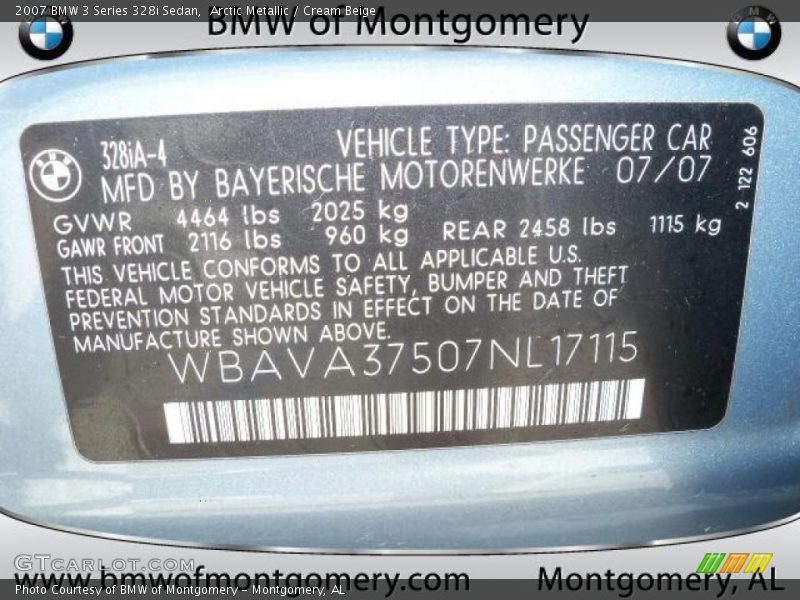 2007 BMW 3 Series 328i Sedan, Arctic Metallic / Cream Beige
BMW of Montgomery
BMW
BMW
BMW
328iA-4
VEHICLE TYPE: PASSENGER CAR
MFD BY BAYERISCHE MOTORENWERKE 07/07
GVWR 4464 lbs 2025 kg
GAWR FRONT 2116 lbs 960 kg REAR 2458 lbs 1115 kg
THIS VEHICLE CONFORMS TO ALL APPLICABLE U.S.
FEDERAL MOTOR VEHICLE SAFETY, BUMPER AND THEFT
PREVENTION STANDARDS IN EFFECT ON THE DATE OF
MANUFACTURE SHOWN ABOVE.
WBAVA37507NL17115
2 122 606
GTCARLOT.COM
www.bmwofmontgomery.com Montgomery, AL
Photo Courtesy of BMW of Montgomery - Montgomery, AL